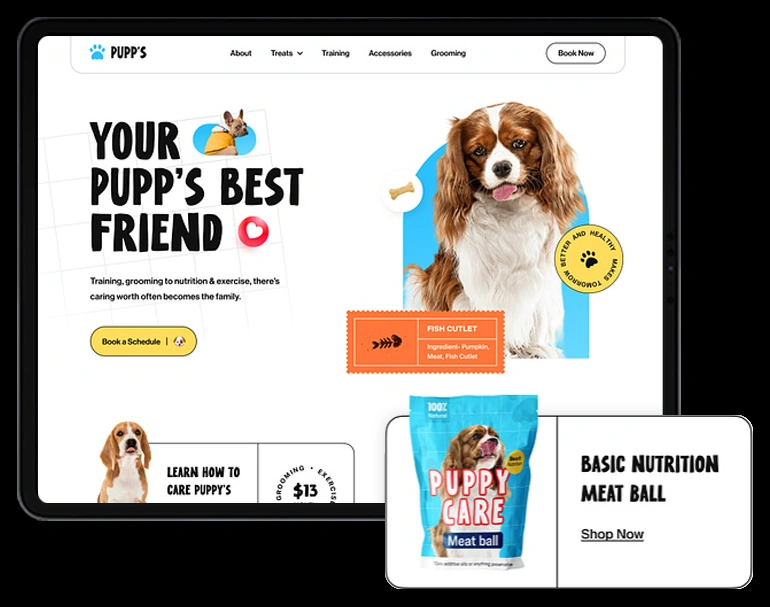 PUPP'S
About
Treats
Training
Accessories
Grooming
Book Now
YOUR
PUPP'S BEST
FRIEND
Training, grooming to nutrition & exercise, there's
caring worth often becomes the family.
Book a Schedule |
BETTER AND HEALTHY MAKES TOMORROW
FISH CUTLET
Ingredient- Pumpkin,
Meat, Fish Cutlet
LEARN HOW TO
CARE PUPPY'S
GROOMING • EXERCISE
$13
100%
Natural
Best
Nutrition
PUPPY
CARE
Meat ball
BASIC NUTRITION
MEAT BALL
Shop Now